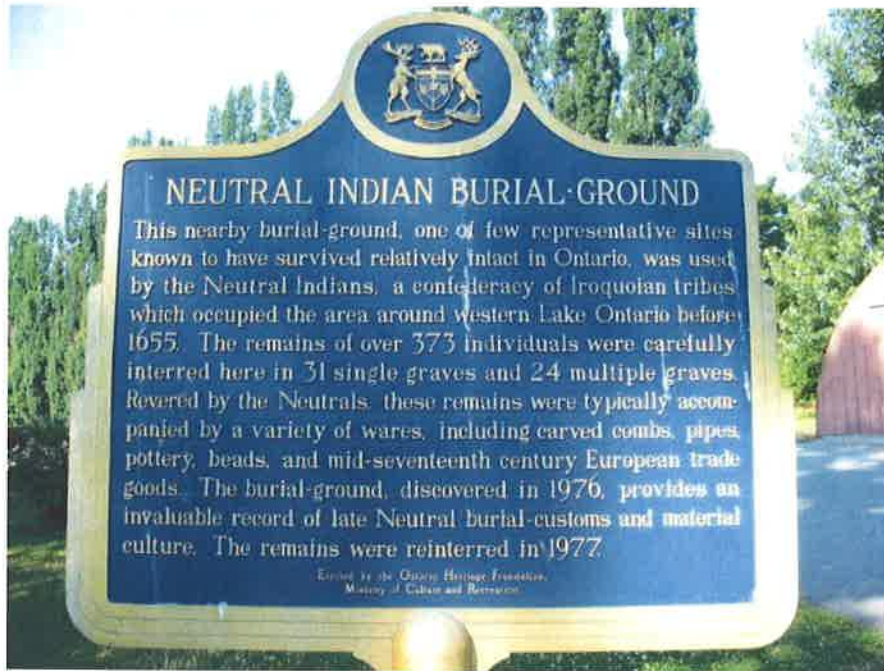 NEUTRAL INDIAN BURIAL-GROUND
This nearby burial-ground, one of few representative sites
known to have survived relatively intact in Ontario, was used
by the Neutral Indians, a confederacy of Iroquoian tribes
which occupied the area around western Lake Ontario before
1655. The remains of over 373 individuals were carefully
interred here in 31 single graves and 24 multiple graves.
Revered by the Neutrals, these remains were typically accom-
panied by a variety of wares, including carved combs, pipes,
pottery, beads, and mid-seventeenth century European trade
goods. The burial-ground, discovered in 1976, provides an
invaluable record of late Neutral burial-customs and material
culture. The remains were reinterred in 1977.
Erected by the Ontario Heritage Foundation,
Ministry of Culture and Recreation